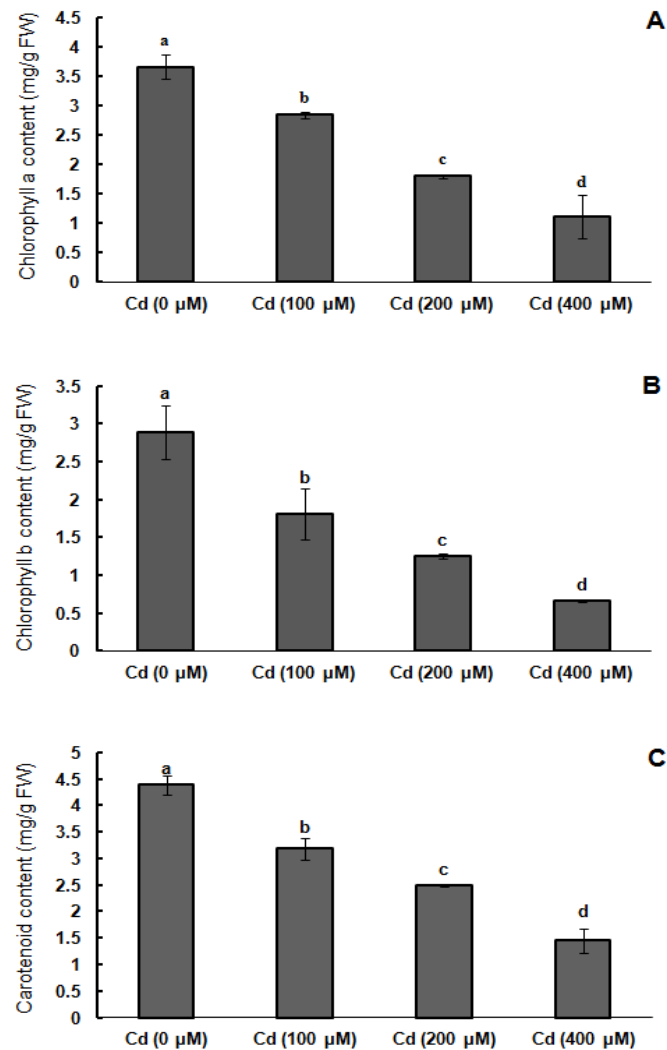 A
Chlorophyll a content (mg/g FW)
4.5
4
3.5
3
2.5
2
1.5
1
0.5
0
a
b
c
d
Cd (0 µM) Cd (100 µM) Cd (200 µM) Cd (400 µM)
B
Chlorophyll b content (mg/g FW)
3.5
3
2.5
2
1.5
1
0.5
0
a
b
c
d
Cd (0 µM) Cd (100 µM) Cd (200 µM) Cd (400 µM)
C
Carotenoid content (mg/g FW)
5
4.5
4
3.5
3
2.5
2
1.5
1
0.5
0
a
b
c
d
Cd (0 µM) Cd (100 µM) Cd (200 µM) Cd (400 µM)